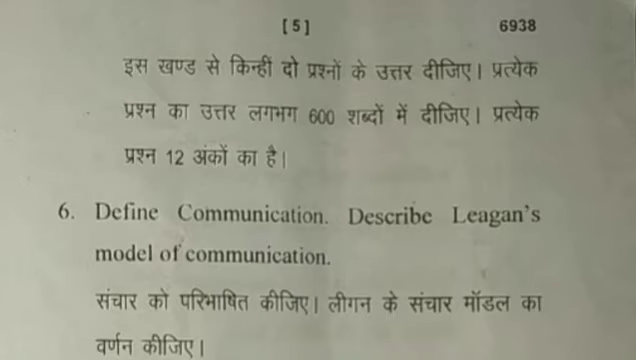 [5] 6938
इस खण्ड से किन्हीं दो प्रश्नों के उत्तर दीजिए। प्रत्येक
प्रश्न का उत्तर लगभग 600 शब्दों में दीजिए। प्रत्येक
प्रश्न 12 अंकों का है।
6. Define Communication. Describe Leagan's
model of communication.
संचार को परिभाषित कीजिए। लीगन के संचार मॉडल का
वर्णन कीजिए।